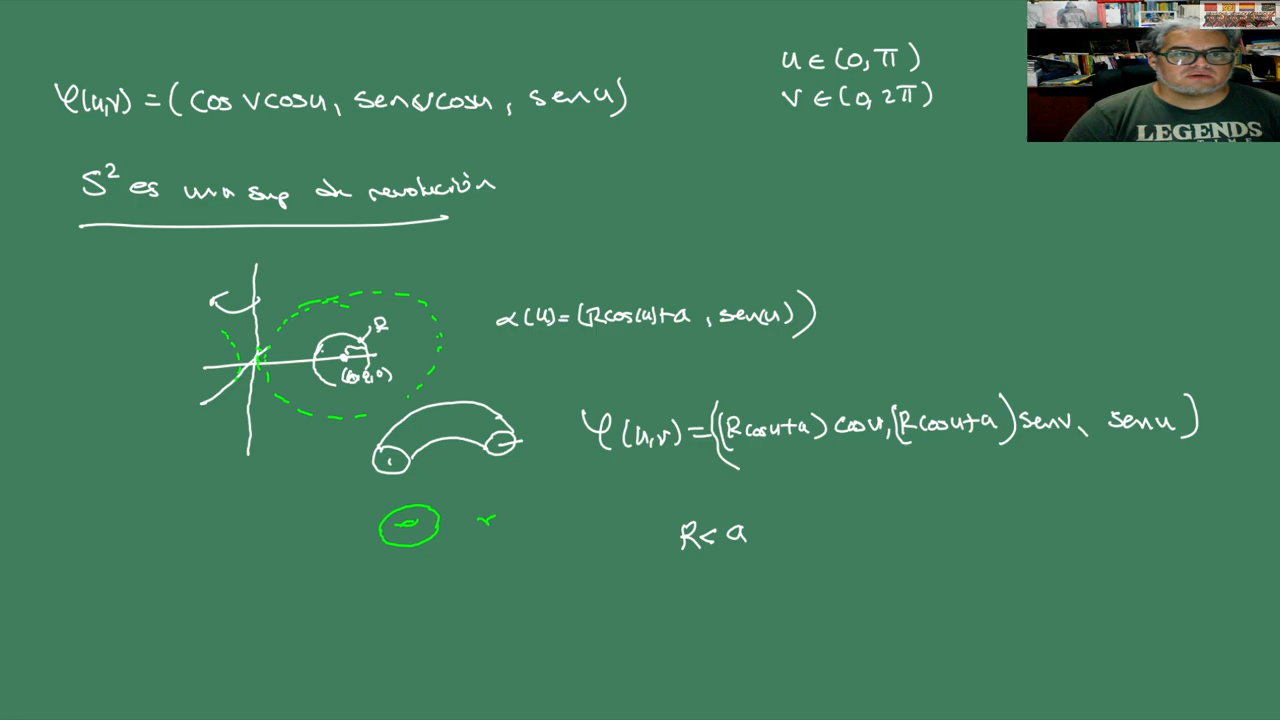 φ(u,v) = (cos v cos u, sen v cos u, sen u)
u ∈ (0, π)
v ∈ (0, 2π)
LEGENDS
S² es una sup de revolución
R
α(u) = (R cos(u)+a, sen(u))
φ(u,v) = ((R cos u + a) cos v, (R cos u + a) sen v, sen u)
R < a